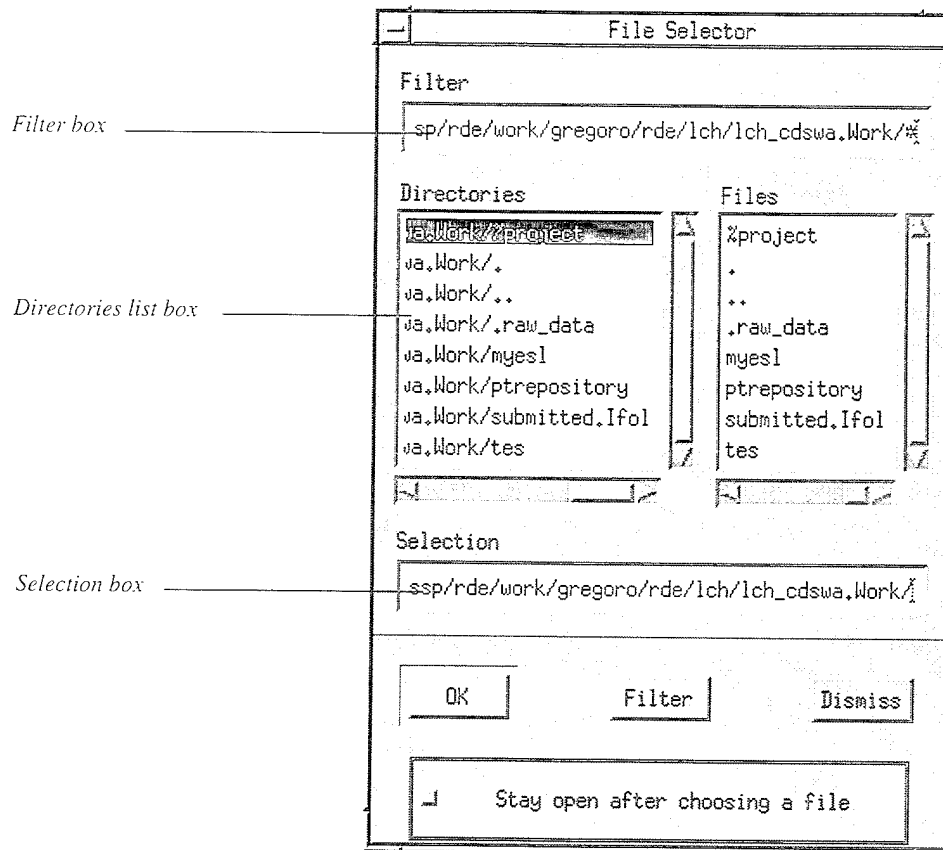 File Selector
Filter
Filter box
sp/rde/work/gregoro/rde/lch/lch_cdswa.Work/*
Directories
Files
a.Work/%project
%project
a.Work/.
.
a.Work/..
..
Directories list box
a.Work/.raw_data
.raw_data
a.Work/myesl
myesl
a.Work/ptrepository
ptrepository
a.Work/submitted.Ifol
submitted.Ifol
a.Work/tes
tes
Selection
Selection box
ssp/rde/work/gregoro/rde/lch/lch_cdswa.Work/
OK
Filter
Dismiss
Stay open after choosing a file